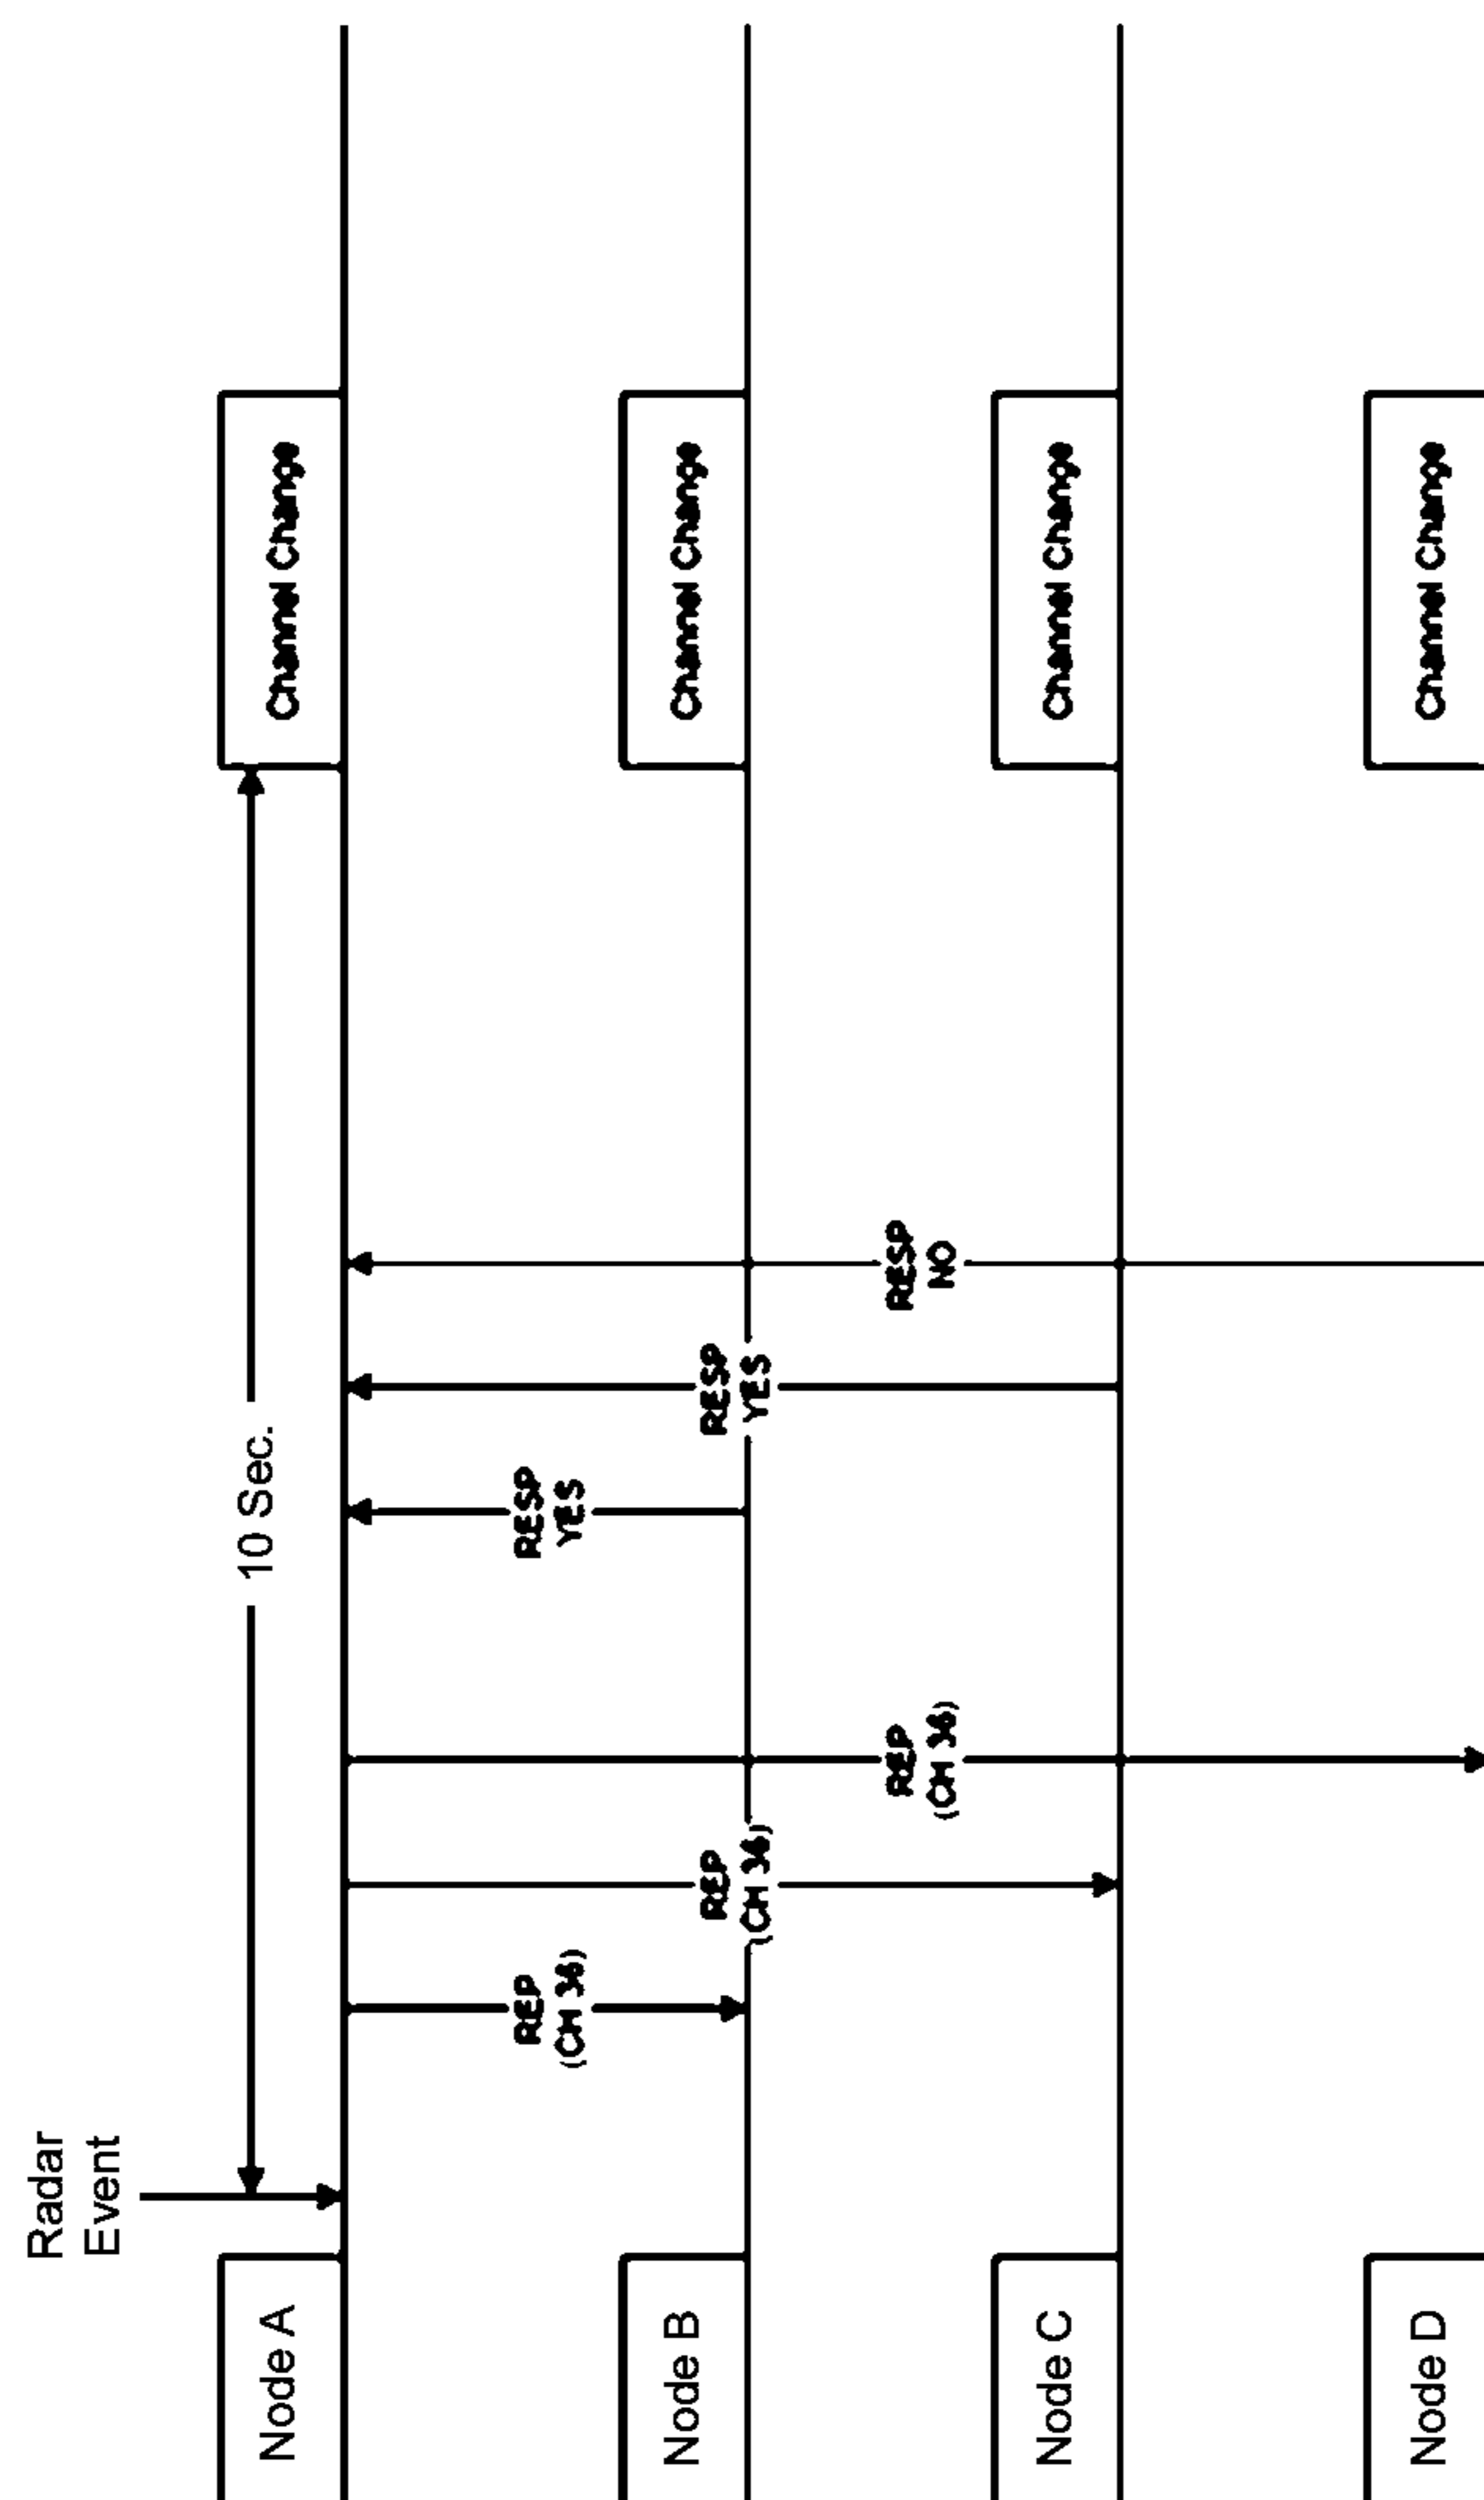 Radar
Event
10 Sec.
Node A
Channel Change
REP
(CH 36)
RESP
YES
Node B
Channel Change
REP
(CH 36)
RESP
YES
REP
(CH 36)
RESP
NO
Node C
Channel Change
Node D
Channel Change